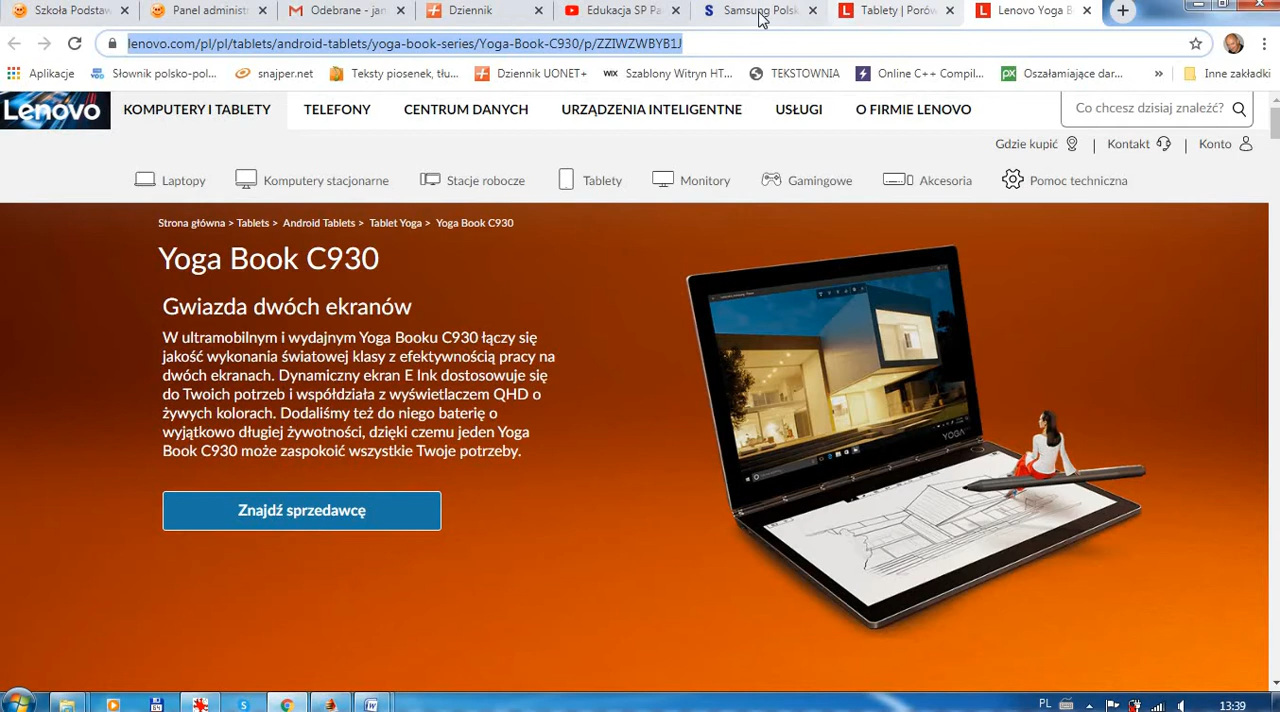 Szkoła Podstaw
Panel administ
Odebrane - jan
Dziennik
Edukacja SP Pa
Samsung Polsk
Tablety | Porów
Lenovo Yoga B
lenovo.com/pl/pl/tablets/android-tablets/yoga-book-series/Yoga-Book-C930/p/ZZIWZWBYB1J
Aplikacje
Słownik polsko-pol...
snajper.net
Teksty piosenek, tłu...
Dziennik UONET+
WIX Szablony Witryn HT...
TEKSTOWNIA
Online C++ Compil...
px Oszałamiające dar...
»
Inne zakładki
Lenovo
KOMPUTERY I TABLETY
TELEFONY
CENTRUM DANYCH
URZĄDZENIA INTELIGENTNE
USŁUGI
O FIRMIE LENOVO
Co chcesz dzisiaj znaleźć?
Gdzie kupić | Kontakt | Konto
Laptopy
Komputery stacjonarne
Stacje robocze
Tablety
Monitory
Gamingowe
Akcesoria
Pomoc techniczna
Strona główna > Tablets > Android Tablets > Tablet Yoga > Yoga Book C930
Yoga Book C930
Gwiazda dwóch ekranów
W ultramobilnym i wydajnym Yoga Booku C930 łączy się
jakość wykonania światowej klasy z efektywnością pracy na
dwóch ekranach. Dynamiczny ekran E Ink dostosowuje się
do Twoich potrzeb i współdziała z wyświetlaczem QHD o
żywych kolorach. Dodaliśmy też do niego baterię o
wyjątkowo długiej żywotności, dzięki czemu jeden Yoga
Book C930 może zaspokoić wszystkie Twoje potrzeby.
Znajdź sprzedawcę
YOGA
PL
13:39